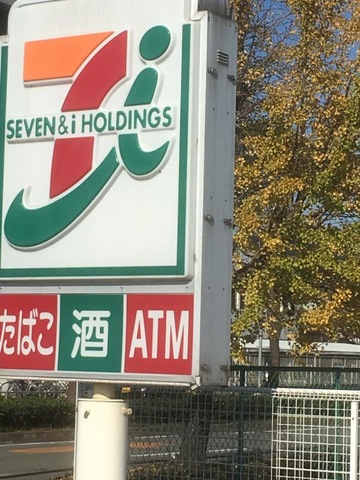 SEVEN & i HOLDINGS
たばこ 酒 ATM